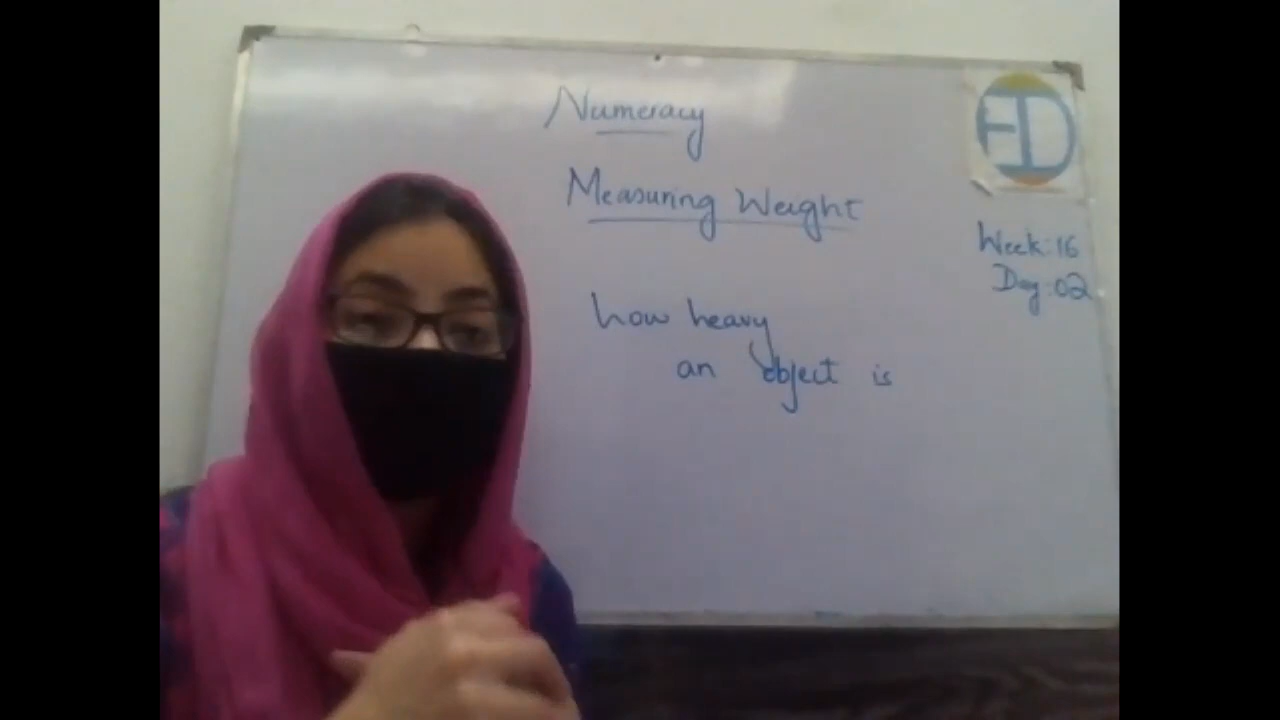 Numeracy
Measuring Weight
how heavy
an object is
Week: 16
Day: 02